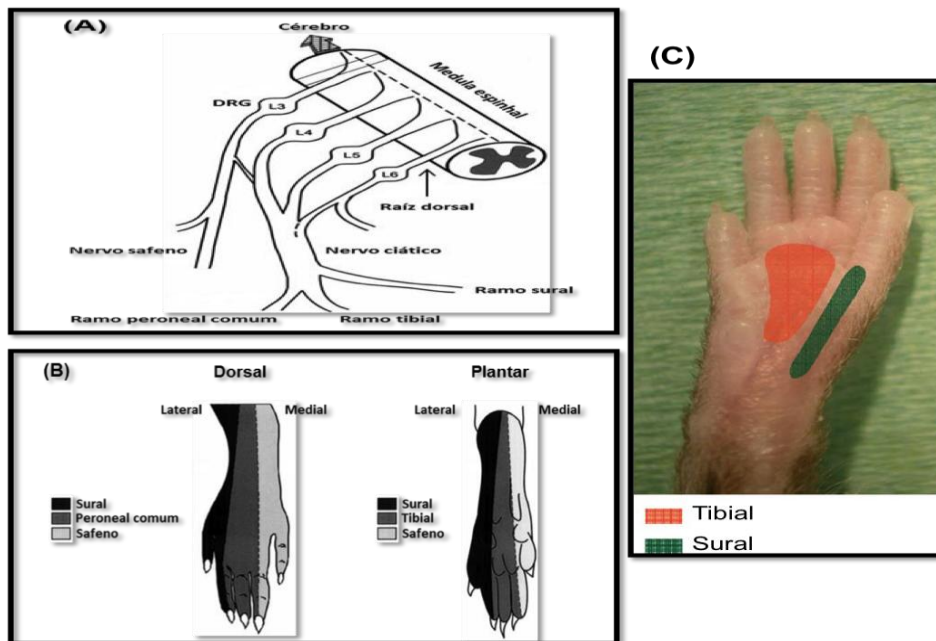 (A)
Cérebro
Medula espinhal
DRG
L3
L4
L5
L6
Raíz dorsal
Nervo safeno
Nervo ciático
Ramo sural
Ramo peroneal comum
Ramo tibial
(B)
Dorsal
Lateral
Medial
Sural
Peroneal comum
Safeno
Plantar
Lateral
Medial
Sural
Tibial
Safeno
(C)
Tibial
Sural